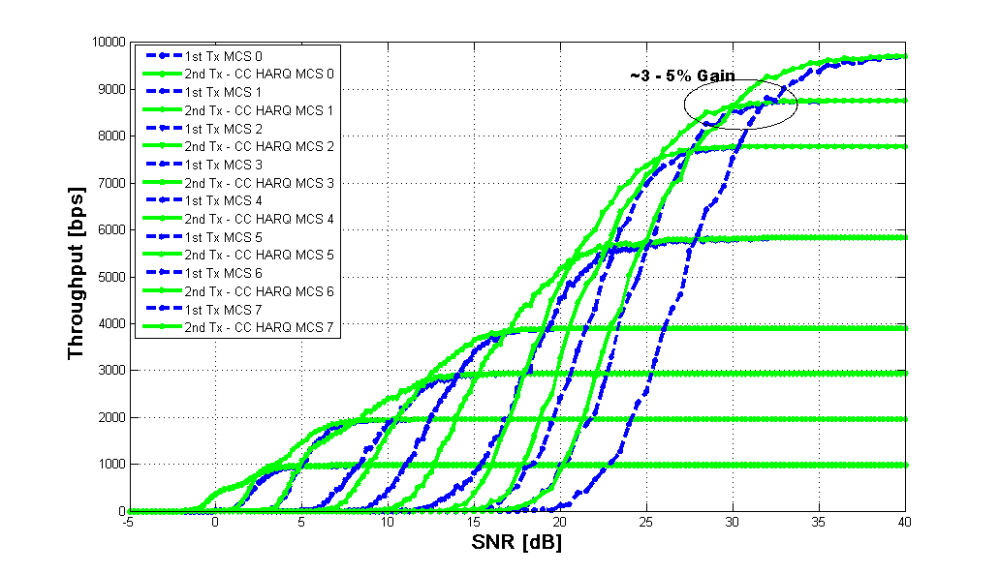 ~3 - 5% Gain
1st Tx MCS 0
2nd Tx - CC HARQ MCS 0
1st Tx MCS 1
2nd Tx - CC HARQ MCS 1
1st Tx MCS 2
2nd Tx - CC HARQ MCS 2
1st Tx MCS 3
2nd Tx - CC HARQ MCS 3
1st Tx MCS 4
2nd Tx - CC HARQ MCS 4
1st Tx MCS 5
2nd Tx - CC HARQ MCS 5
1st Tx MCS 6
2nd Tx - CC HARQ MCS 6
1st Tx MCS 7
2nd Tx - CC HARQ MCS 7
Throughput [bps]
10000
9000
8000
7000
6000
5000
4000
3000
2000
1000
0
-5 0 5 10 15 20 25 30 35 40
SNR [dB]